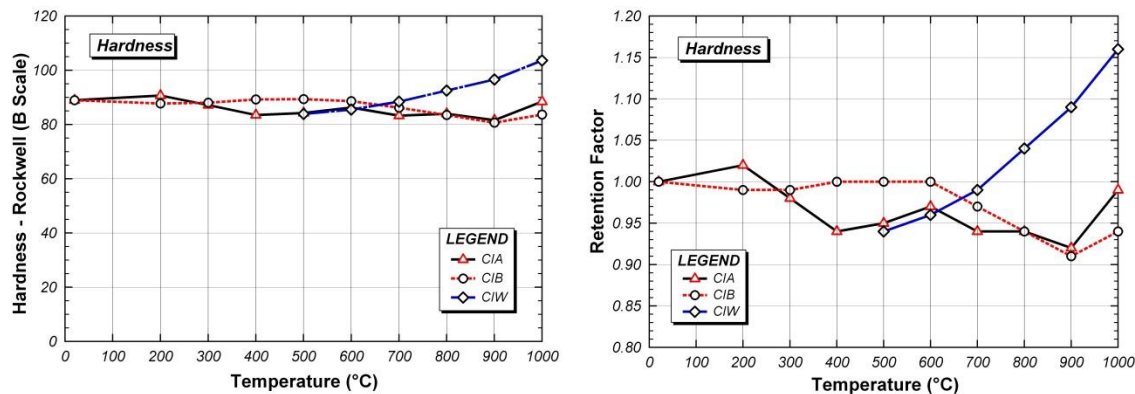 Hardness - Rockwell (B Scale)
120
100
80
60
40
20
0
Hardness
LEGEND
CIA
CIB
CIW
0 100 200 300 400 500 600 700 800 900 1000
Temperature (°C)
Retention Factor
1.20
1.15
1.10
1.05
1.00
0.95
0.90
0.85
0.80
Hardness
LEGEND
CIA
CIB
CIW
0 100 200 300 400 500 600 700 800 900 1000
Temperature (°C)